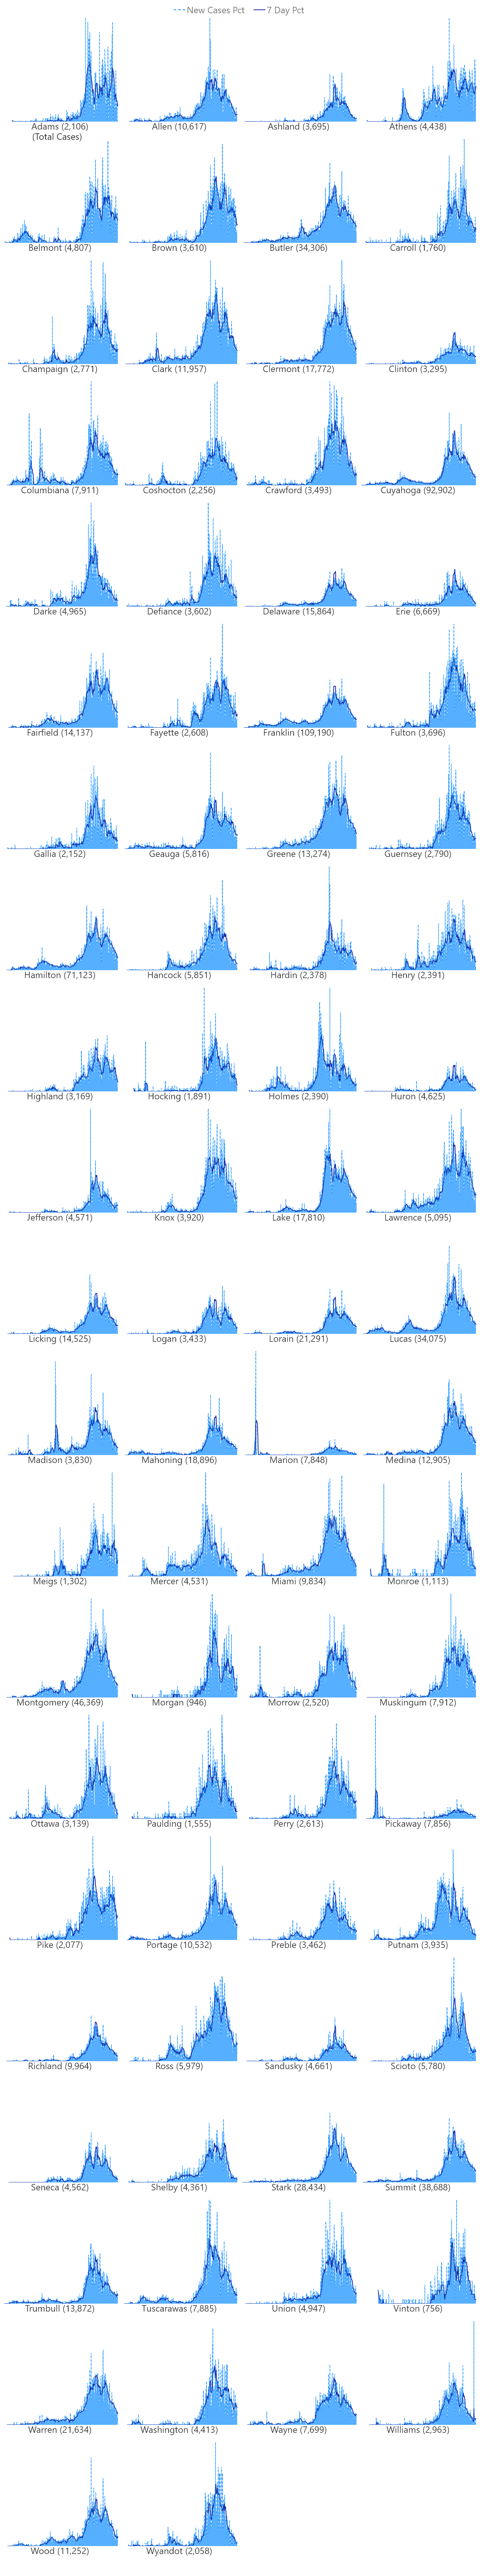 New Cases Pct 7 Day Pct
Adams (2,106) Allen (10,617) Ashland (3,695) Athens (4,438)
(Total Cases)
Belmont (4,807) Brown (3,610) Butler (34,306) Carroll (1,760)
Champaign (2,771) Clark (11,957) Clermont (17,772) Clinton (3,295)
Columbiana (7,911) Coshocton (2,256) Crawford (3,493) Cuyahoga (92,902)
Darke (4,965) Defiance (3,602) Delaware (15,864) Erie (6,669)
Fairfield (14,137) Fayette (2,608) Franklin (109,190) Fulton (3,696)
Gallia (2,152) Geauga (5,816) Greene (13,274) Guernsey (2,790)
Hamilton (71,123) Hancock (5,851) Hardin (2,378) Henry (2,391)
Highland (3,169) Hocking (1,891) Holmes (2,390) Huron (4,625)
Jefferson (4,571) Knox (3,920) Lake (17,810) Lawrence (5,095)
Licking (14,525) Logan (3,433) Lorain (21,291) Lucas (34,075)
Madison (3,830) Mahoning (18,896) Marion (7,848) Medina (12,905)
Meigs (1,302) Mercer (4,531) Miami (9,834) Monroe (1,113)
Montgomery (46,369) Morgan (946) Morrow (2,520) Muskingum (7,912)
Ottawa (3,139) Paulding (1,555) Perry (2,613) Pickaway (7,856)
Pike (2,077) Portage (10,532) Preble (3,462) Putnam (3,935)
Richland (9,964) Ross (5,979) Sandusky (4,661) Scioto (5,780)
Seneca (4,562) Shelby (4,361) Stark (28,434) Summit (38,688)
Trumbull (13,872) Tuscarawas (7,885) Union (4,947) Vinton (756)
Warren (21,634) Washington (4,413) Wayne (7,699) Williams (2,963)
Wood (11,252) Wyandot (2,058)